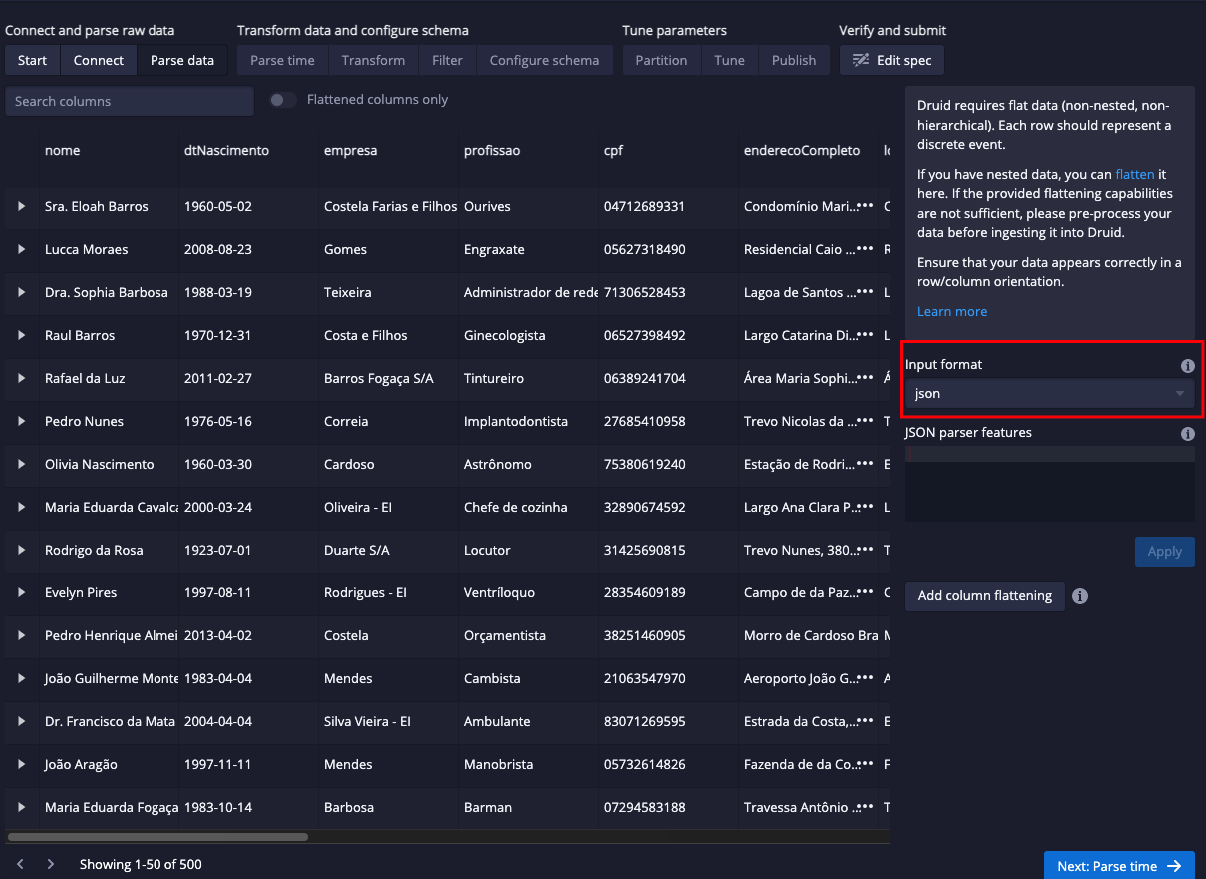 Connect and parse raw data
Transform data and configure schema
Tune parameters
Verify and submit
Start
Connect
Parse data
Parse time
Transform
Filter
Configure schema
Partition
Tune
Publish
Edit spec
Search columns
Flattened columns only
nome dtNascimento empresa profissao cpf enderecoCompleto
Sra. Eloah Barros 1960-05-02 Costela Farias e Filhos Ourives 04712689331 Condomínio Mari...••• C
Lucca Moraes 2008-08-23 Gomes Engraxate 05627318490 Residencial Caio ...••• R
Dra. Sophia Barbosa 1988-03-19 Teixeira Administrador de rede 71306528453 Lagoa de Santos ...••• L
Raul Barros 1970-12-31 Costa e Filhos Ginecologista 06527398492 Largo Catarina Di...••• L
Rafael da Luz 2011-02-27 Barros Fogaça S/A Tintureiro 06389241704 Área Maria Sophi...••• Á
Pedro Nunes 1976-05-16 Correia Implantodontista 27685410958 Trevo Nicolas da ...••• T
Olivia Nascimento 1960-03-30 Cardoso Astrônomo 75380619240 Estação de Rodri...••• E
Maria Eduarda Cavalca 2000-03-24 Oliveira - EI Chefe de cozinha 32890674592 Largo Ana Clara P...••• L
Rodrigo da Rosa 1923-07-01 Duarte S/A Locutor 31425690815 Trevo Nunes, 380...••• T
Evelyn Pires 1997-08-11 Rodrigues - EI Ventríloquo 28354609189 Campo de da Paz...••• C
Pedro Henrique Almei 2013-04-02 Costela Orçamentista 38251460905 Morro de Cardoso Bra M
João Guilherme Monte 1983-04-04 Mendes Cambista 21063547970 Aeroporto João G...••• A
Dr. Francisco da Mata 2004-04-04 Silva Vieira - EI Ambulante 83071269595 Estrada da Costa,...••• E
João Aragão 1997-11-11 Mendes Manobrista 05732614826 Fazenda de da Co...••• F
Maria Eduarda Fogaça 1983-10-14 Barbosa Barman 07294583188 Travessa Antônio ...••• T
Showing 1-50 of 500
Druid requires flat data (non-nested, non-
hierarchical). Each row should represent a
discrete event.
If you have nested data, you can flatten it
here. If the provided flattening capabilities
are not sufficient, please pre-process your
data before ingesting it into Druid.
Ensure that your data appears correctly in a
row/column orientation.
Learn more
Input format
json
JSON parser features
Apply
Add column flattening
Next: Parse time